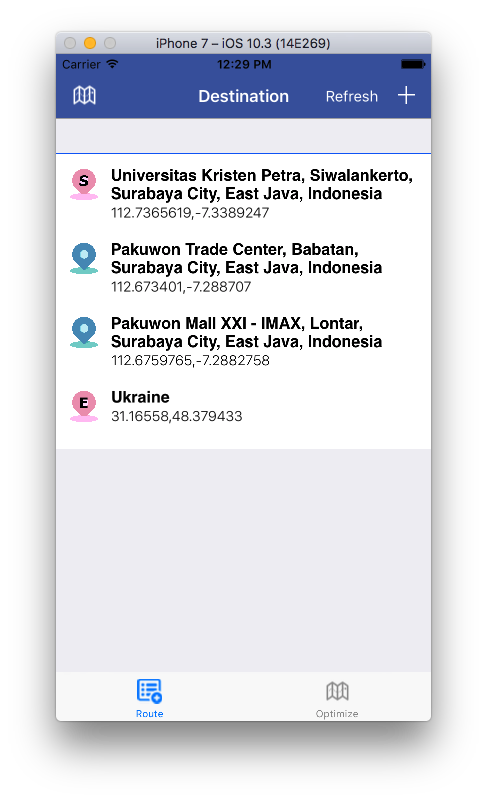 iPhone 7 – iOS 10.3 (14E269)
Carrier 12:29 PM
Destination Refresh
S
Universitas Kristen Petra, Siwalankerto,
Surabaya City, East Java, Indonesia
112.7365619,-7.3389247
Pakuwon Trade Center, Babatan,
Surabaya City, East Java, Indonesia
112.673401,-7.288707
Pakuwon Mall XXI - IMAX, Lontar,
Surabaya City, East Java, Indonesia
112.6759765,-7.2882758
E
Ukraine
31.16558,48.379433
Route Optimize